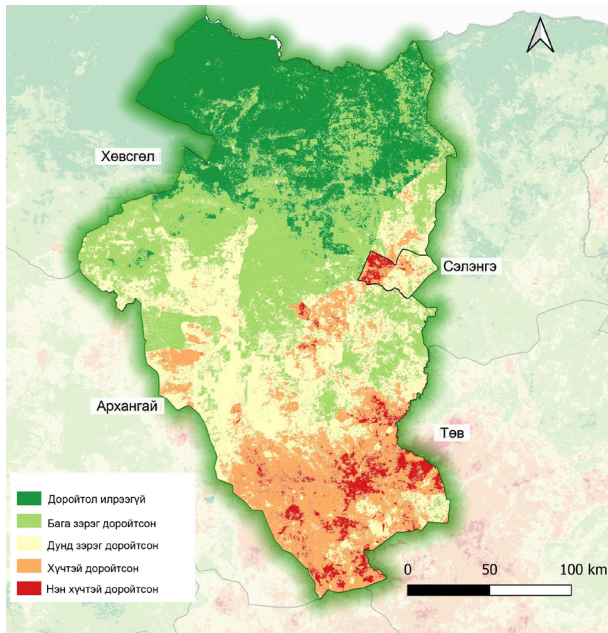 Хөвсгөл
Сэлэнгэ
Архангай
Төв
Доройтол илрээгүй
Бага зэрэг доройтсон
Дунд зэрэг доройтсон
Хүчтэй доройтсон
Нэн хүчтэй доройтсон
0 50 100 km